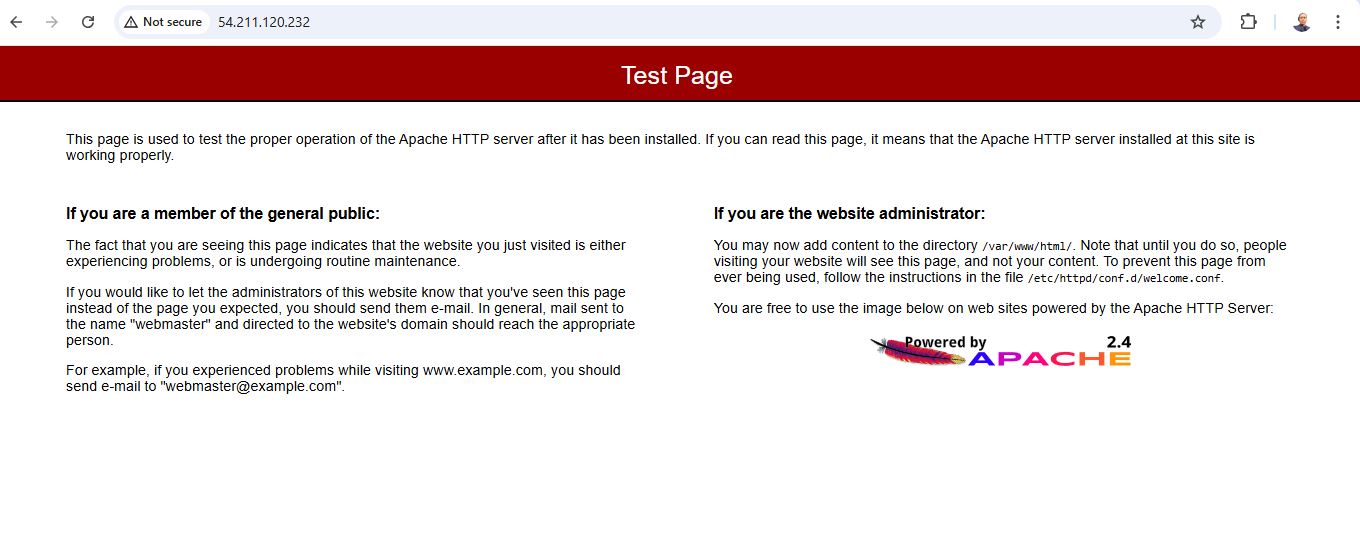 Not secure 54.211.120.232
Test Page
This page is used to test the proper operation of the Apache HTTP server after it has been installed. If you can read this page, it means that the Apache HTTP server installed at this site is
working properly.
If you are a member of the general public:
The fact that you are seeing this page indicates that the website you just visited is either
experiencing problems, or is undergoing routine maintenance.
If you would like to let the administrators of this website know that you've seen this page
instead of the page you expected, you should send them e-mail. In general, mail sent to
the name "webmaster" and directed to the website's domain should reach the appropriate
person.
For example, if you experienced problems while visiting www.example.com, you should
send e-mail to "webmaster@example.com".
If you are the website administrator:
You may now add content to the directory /var/www/html/. Note that until you do so, people
visiting your website will see this page, and not your content. To prevent this page from
ever being used, follow the instructions in the file /etc/httpd/conf.d/welcome.conf.
You are free to use the image below on web sites powered by the Apache HTTP Server:
Powered by 2.4
APACHE